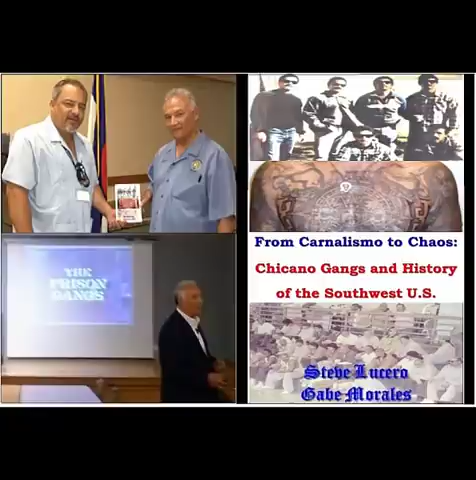 THE
PRISON
GANGS
From Carnalismo to Chaos:
Chicano Gangs and History
of the Southwest U.S.
Steve Lucero
Gabe Morales